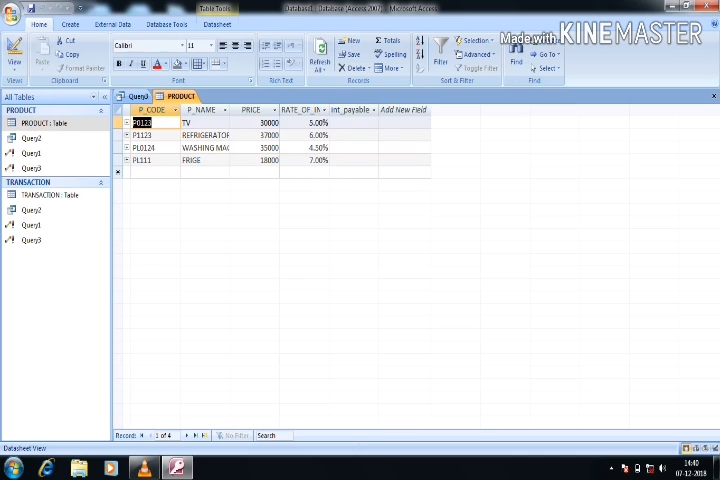 Table Tools
Database1 : Database (Access 2007) - Microsoft Access
Made with KINEMASTER
Home Create External Data Database Tools Datasheet
View
Views
Paste
Cut
Copy
Format Painter
Clipboard
Calibri 11
B I U
Font
Rich Text
Refresh All
New
Save
Delete
Totals
Spelling
More
Records
Filter
Selection
Advanced
Toggle Filter
Sort & Filter
Find
Go To
Select
Find
All Tables
PRODUCT
PRODUCT : Table
Query2
Query1
Query3
TRANSACTION
TRANSACTION : Table
Query2
Query1
Query3
Query3 PRODUCT
P_CODE P_NAME PRICE RATE_OF_IN int_payable Add New Field
P0123 TV 30000 5.00%
P1123 REFRIGERATOR 37000 6.00%
PL0124 WASHING MAC 35000 4.50%
PL111 FRIGE 18000 7.00%
Record: 1 of 4 No Filter Search
Datasheet View
14:40
07-12-2018